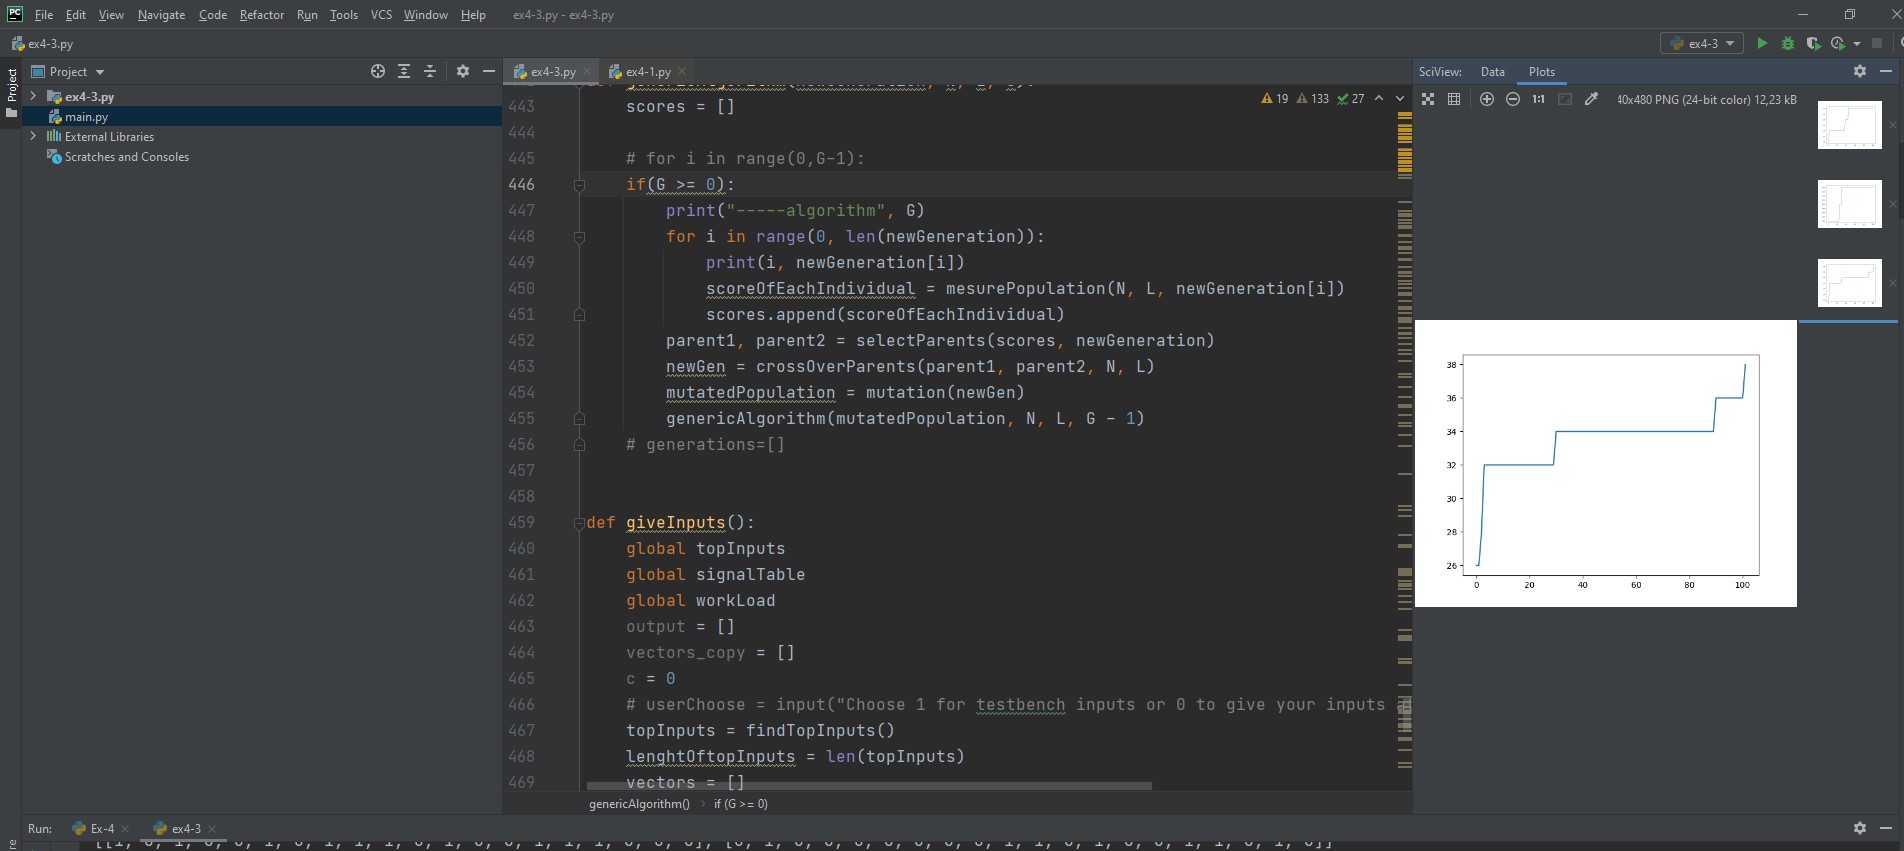 PC File Edit View Navigate Code Refactor Run Tools VCS Window Help ex4-3.py - ex4-3.py
ex4-3.py ex4-3
Project
Project
ex4-3.py
main.py
External Libraries
Scratches and Consoles
ex4-3.py ex4-1.py
19 133 27
443 scores = []
444
445 # for i in range(0,G-1):
446 if(G >= 0):
447 print("-----algorithm", G)
448 for i in range(0, len(newGeneration)):
449 print(i, newGeneration[i])
450 scoreOfEachIndividual = mesurePopulation(N, L, newGeneration[i])
451 scores.append(scoreOfEachIndividual)
452 parent1, parent2 = selectParents(scores, newGeneration)
453 newGen = crossOverParents(parent1, parent2, N, L)
454 mutatedPopulation = mutation(newGen)
455 genericAlgorithm(mutatedPopulation, N, L, G - 1)
456 # generations=[]
457
458
459 def giveInputs():
460 global topInputs
461 global signalTable
462 global workLoad
463 output = []
464 vectors_copy = []
465 c = 0
466 # userChoose = input("Choose 1 for testbench inputs or 0 to give your inputs
467 topInputs = findTopInputs()
468 lenghtOftopInputs = len(topInputs)
469 vectors = []
genericAlgorithm() › if (G >= 0)
SciView: Data Plots
1:1 40x480 PNG (24-bit color) 12,23 kB
38
36
34
32
30
28
26
0 20 40 60 80 100
Run: Ex-4 ex4-3